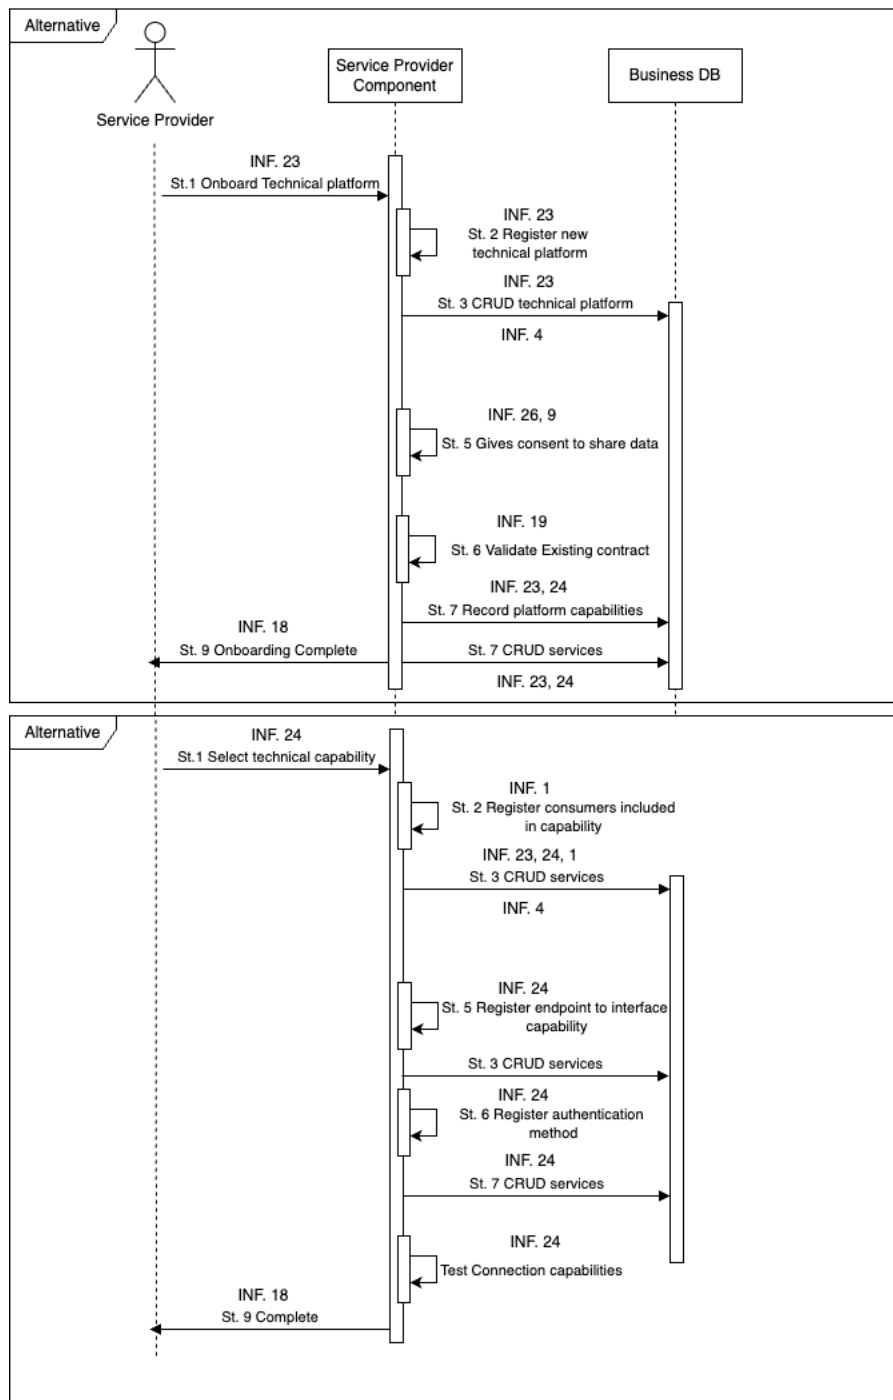 Alternative
Service Provider
Component
Business DB
Service Provider
INF. 23
St.1 Onboard Technical platform
INF. 23
St. 2 Register new
technical platform
INF. 23
St. 3 CRUD technical platform
INF. 4
INF. 26, 9
St. 5 Gives consent to share data
INF. 19
St. 6 Validate Existing contract
INF. 23, 24
St. 7 Record platform capabilities
INF. 18
St. 9 Onboarding Complete
St. 7 CRUD services
INF. 23, 24
Alternative
INF. 24
St.1 Select technical capability
INF. 1
St. 2 Register consumers included
in capability
INF. 23, 24, 1
St. 3 CRUD services
INF. 4
INF. 24
St. 5 Register endpoint to interface
capability
St. 3 CRUD services
INF. 24
St. 6 Register authentication
method
INF. 24
St. 7 CRUD services
INF. 24
Test Connection capabilities
INF. 18
St. 9 Complete